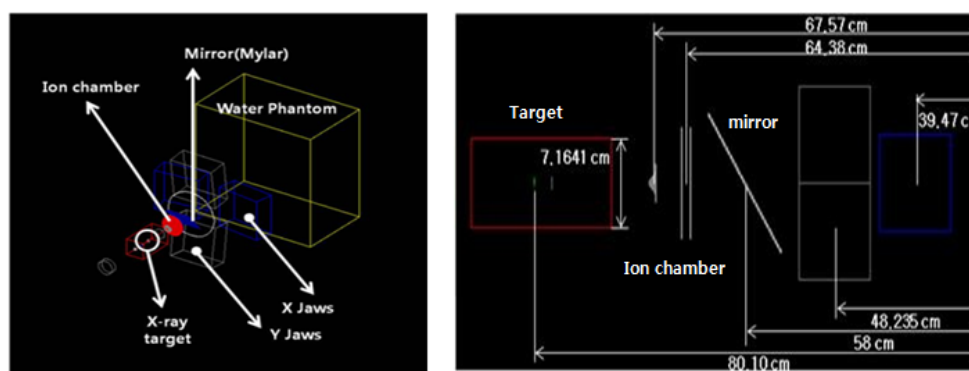 Mirror(Mylar)
Ion chamber
Water Phantom
X Jaws
Y Jaws
X-ray
target
67,57 cm
64,38 cm
Target
mirror
39,47 c
7,1641 cm
Ion chamber
48,235 cm
58 cm
80,10 cm